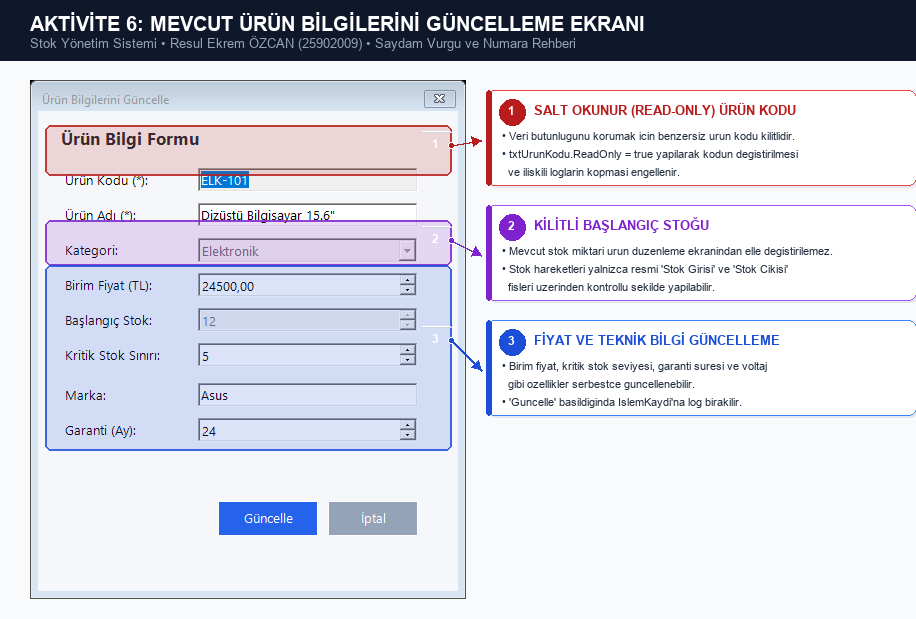 AKTİVİTE 6: MEVCUT ÜRÜN BİLGİLERİNİ GÜNCELLEME EKRANI
Stok Yönetim Sistemi • Resul Ekrem ÖZCAN (25902009) • Saydam Vurgu ve Numara Rehberi
Ürün Bilgilerini Güncelle
Ürün Bilgi Formu
1
Ürün Kodu (*):
ELK-101
Ürün Adı (*):
Dizüstü Bilgisayar 15.6"
2
Kategori:
Elektronik
Birim Fiyat (TL):
24500,00
Başlangıç Stok:
12
3
Kritik Stok Sınırı:
5
Marka:
Asus
Garanti (Ay):
24
Güncelle
İptal
1
SALT OKUNUR (READ-ONLY) ÜRÜN KODU
• Veri butunlugunu korumak icin benzersiz urun kodu kilitlidir.
• txtUrunKodu.ReadOnly = true yapilarak kodun degistirilmesi
ve iliskili loglarin kopmasi engellenir.
2
KİLİTLİ BAŞLANGIÇ STOĞU
• Mevcut stok miktari urun duzenleme ekranindan elle degistirilemez.
• Stok hareketleri yalnizca resmi 'Stok Girisi' ve 'Stok Cikisi'
fisleri uzerinden kontrollu sekilde yapilabilir.
3
FİYAT VE TEKNİK BİLGİ GÜNCELLEME
• Birim fiyat, kritik stok seviyesi, garanti suresi ve voltaj
gibi ozellikler serbestce guncellenebilir.
• 'Guncelle' basildiginda IslemKaydi'na log birakilir.